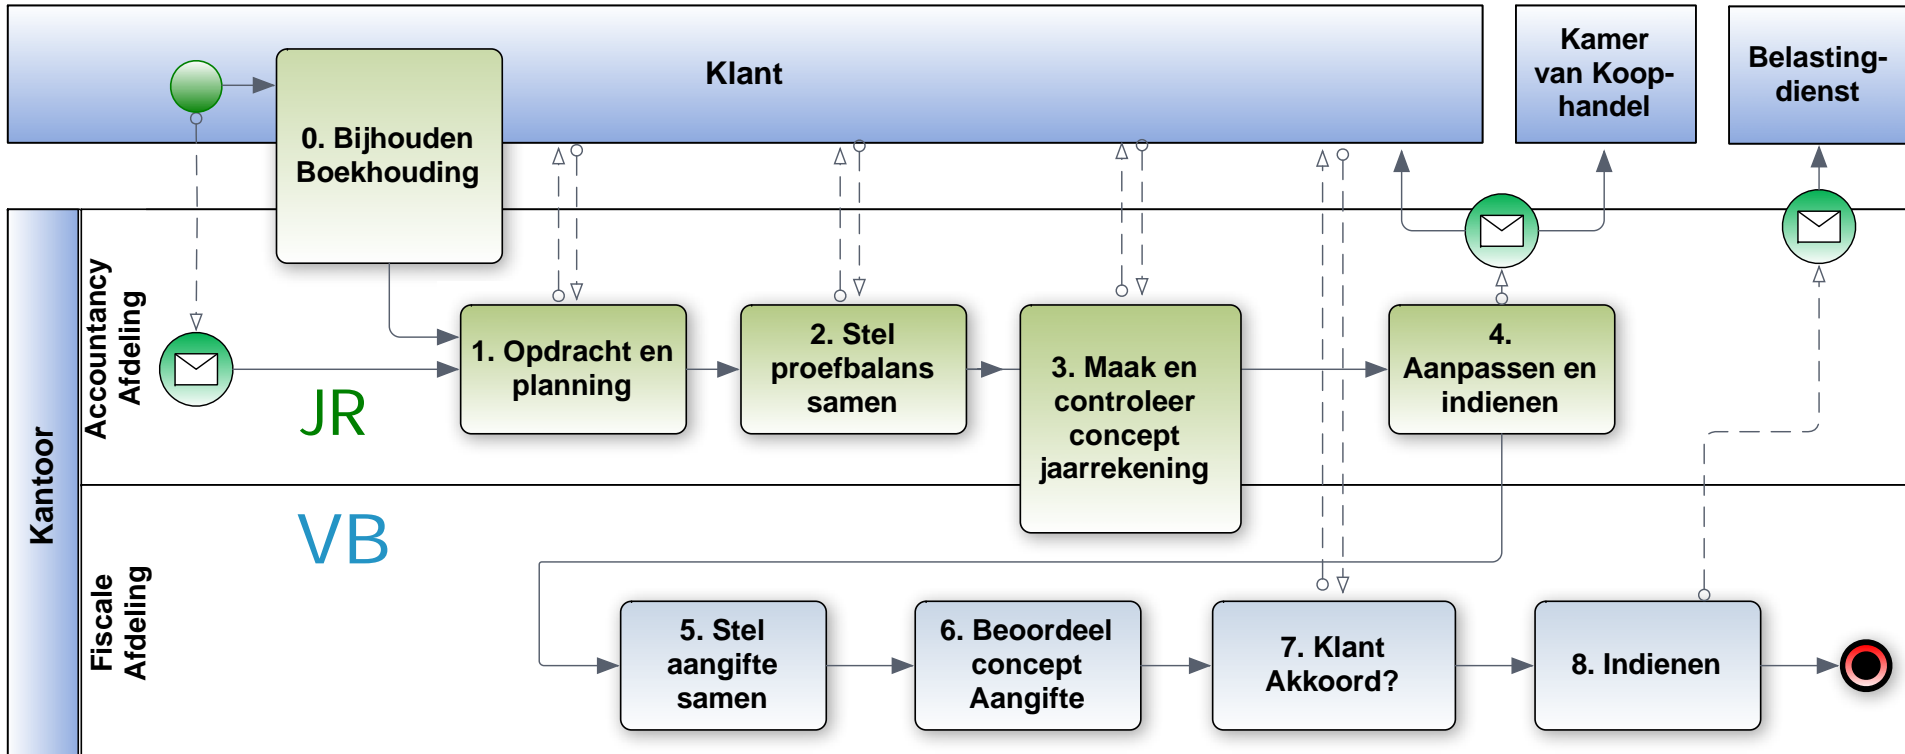 Klant
Kamer
van Koop-
handel
Belasting-
dienst
0. Bijhouden
Boekhouding
Kantoor
Accountancy
Afdeling
JR
1. Opdracht en
planning
2. Stel
proefbalans
samen
3. Maak en
controleer
concept
jaarrekening
4.
Aanpassen en
indienen
Fiscale
Afdeling
VB
5. Stel
aangifte
samen
6. Beoordeel
concept
Aangifte
7. Klant
Akkoord?
8. Indienen